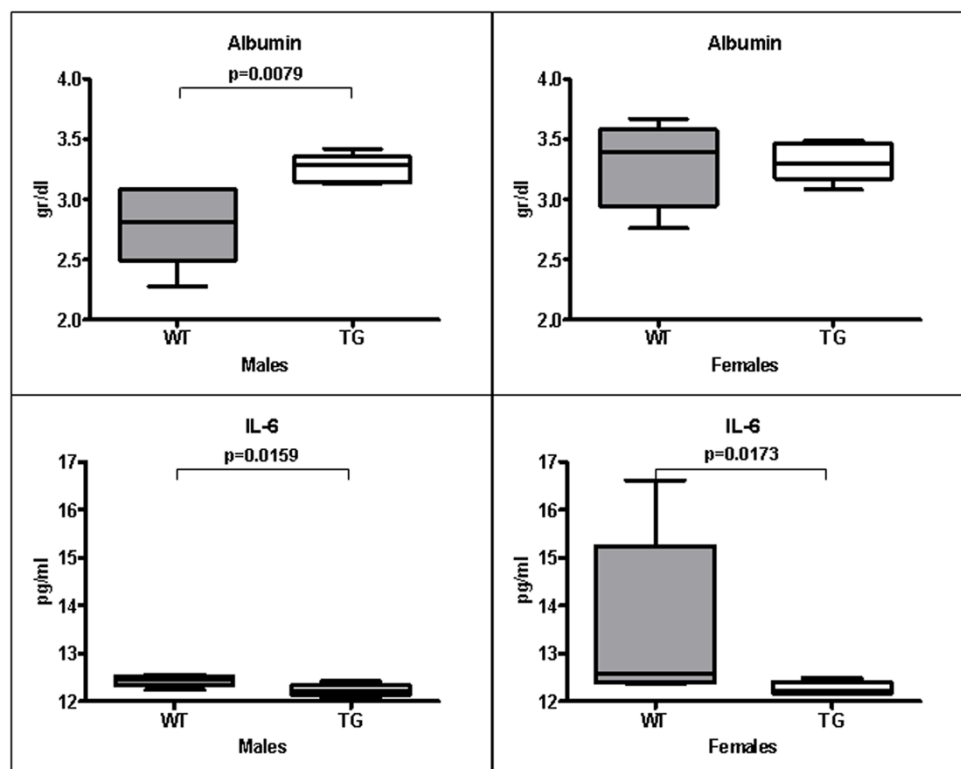 Albumin
p=0.0079
4.0
3.5
3.0
2.5
2.0
gr/dl
WT
TG
Males
Albumin
4.0
3.5
3.0
2.5
2.0
gr/dl
WT
TG
Females
IL-6
p=0.0159
17
16
15
14
13
12
pg/ml
WT
TG
Males
IL-6
p=0.0173
17
16
15
14
13
12
pg/ml
WT
TG
Females